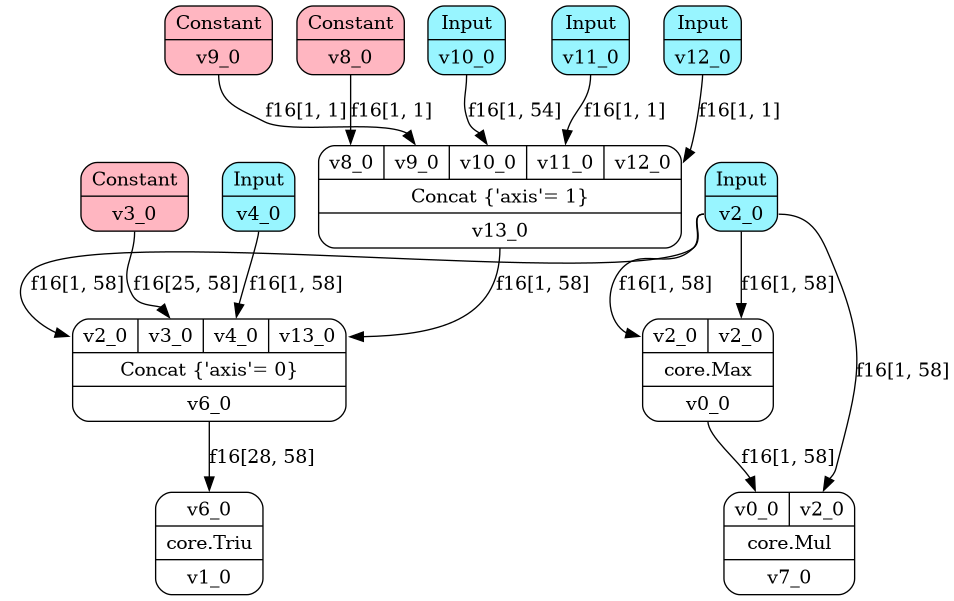 Constant
v9_0
Constant
v8_0
Input
v10_0
Input
v11_0
Input
v12_0
f16[1, 1]
f16[1, 1]
f16[1, 54]
f16[1, 1]
f16[1, 1]
v8_0 v9_0 v10_0 v11_0 v12_0
Concat {'axis'= 1}
v13_0
Constant
v3_0
Input
v4_0
Input
v2_0
f16[1, 58]
f16[25, 58]
f16[1, 58]
f16[1, 58]
f16[1, 58]
f16[1, 58]
v2_0 v3_0 v4_0 v13_0
Concat {'axis'= 0}
v6_0
v2_0 v2_0
core.Max
v0_0
f16[1, 58]
f16[28, 58]
f16[1, 58]
v6_0
core.Triu
v1_0
v0_0 v2_0
core.Mul
v7_0